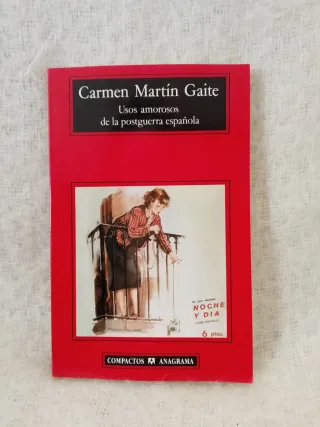 Carmen Martín Gaite
Usos amorosos
de la postguerra española
NOCHE
Y DIA
6 ptas.
COMPACTOS ANAGRAMA